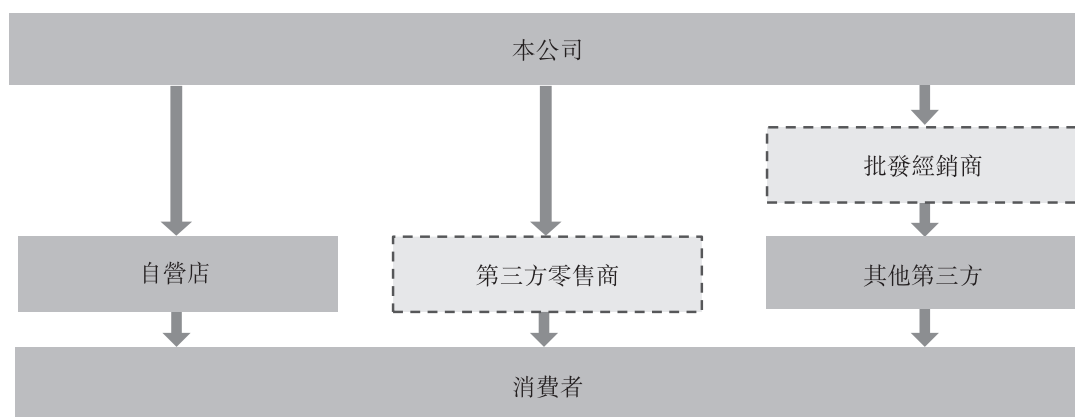 本公司
批發經銷商
自營店
第三方零售商
其他第三方
消費者